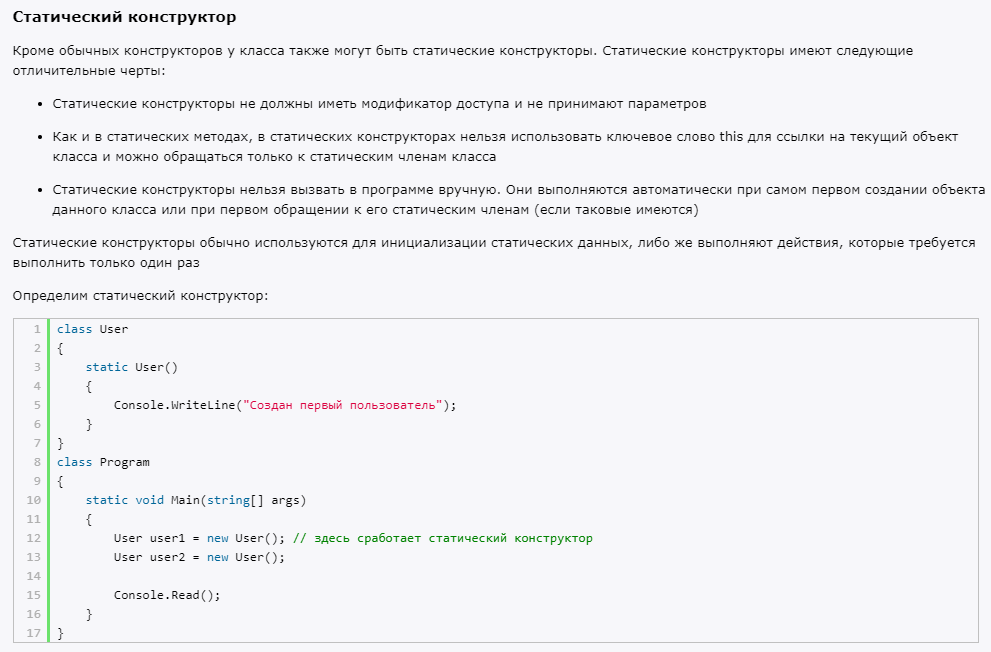 Статический конструктор
Кроме обычных конструкторов у класса также могут быть статические конструкторы. Статические конструкторы имеют следующие
отличительные черты:
• Статические конструкторы не должны иметь модификатор доступа и не принимают параметров
• Как и в статических методах, в статических конструкторах нельзя использовать ключевое слово this для ссылки на текущий объект
класса и можно обращаться только к статическим членам класса
• Статические конструкторы нельзя вызвать в программе вручную. Они выполняются автоматически при самом первом создании объекта
данного класса или при первом обращении к его статическим членам (если таковые имеются)
Статические конструкторы обычно используются для инициализации статических данных, либо же выполняют действия, которые требуется
выполнить только один раз
Определим статический конструктор:
1 class User
2 {
3     static User()
4     {
5         Console.WriteLine("Создан первый пользователь");
6     }
7 }
8 class Program
9 {
10     static void Main(string[] args)
11     {
12         User user1 = new User(); // здесь сработает статический конструктор
13         User user2 = new User();
14
15         Console.Read();
16     }
17 }